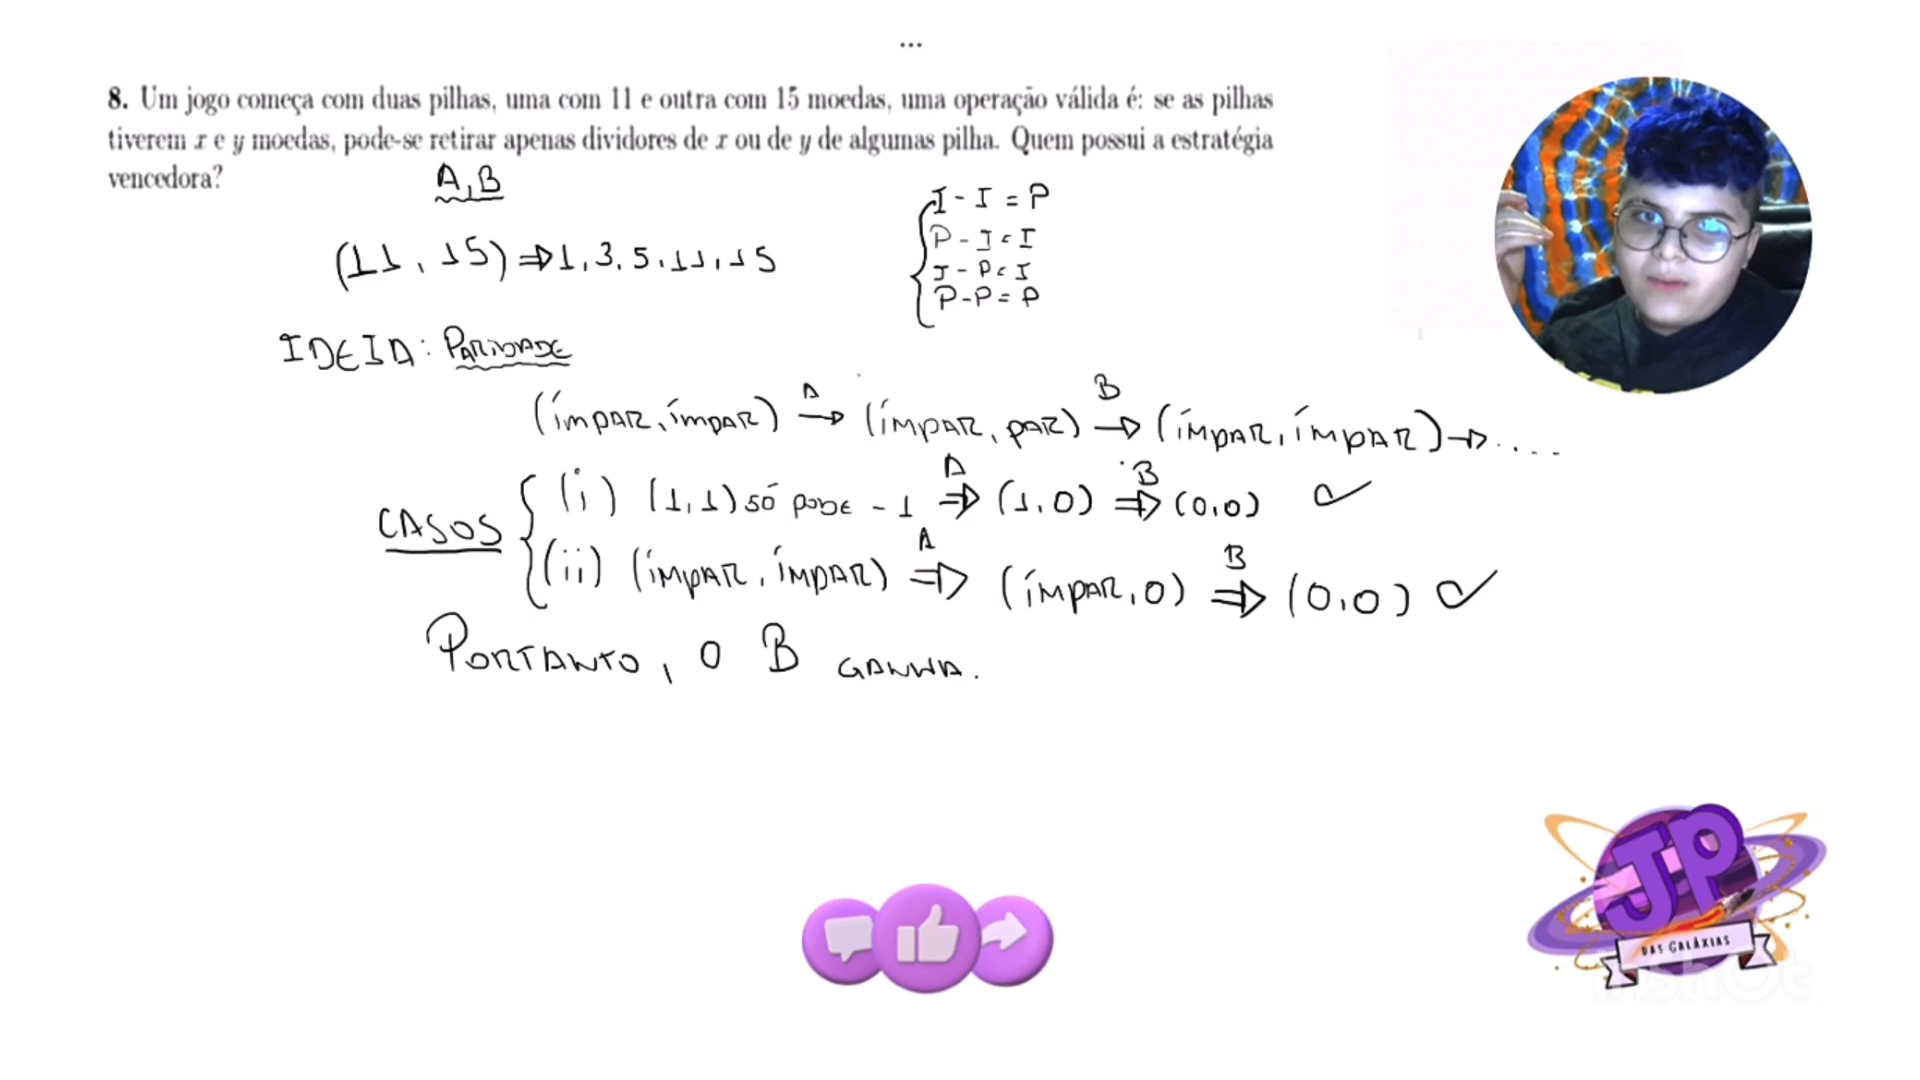 ...
8. Um jogo começa com duas pilhas, uma com 11 e outra com 15 moedas, uma operação válida é: se as pilhas
tiverem x e y moedas, pode-se retirar apenas dividores de x ou de y de algumas pilha. Quem possui a estratégia
vencedora?
A, B
I - I = P
P - I = I
I - P = I
P - P = P
(11, 15) ⇒ 1, 3, 5, 11, 15
IDEIA: PARIDADE
(ímpar, ímpar) A→ (ímpar, par) B→ (ímpar, ímpar) → ....
CASOS
(i) (1,1) só pode -1 A⇒ (1,0) B⇒ (0,0) ✓
(ii) (ímpar, ímpar) A⇒ (ímpar, 0) B⇒ (0,0) ✓
PORTANTO, O B GANHA.
JP
DAS GALÁXIAS
InShOt